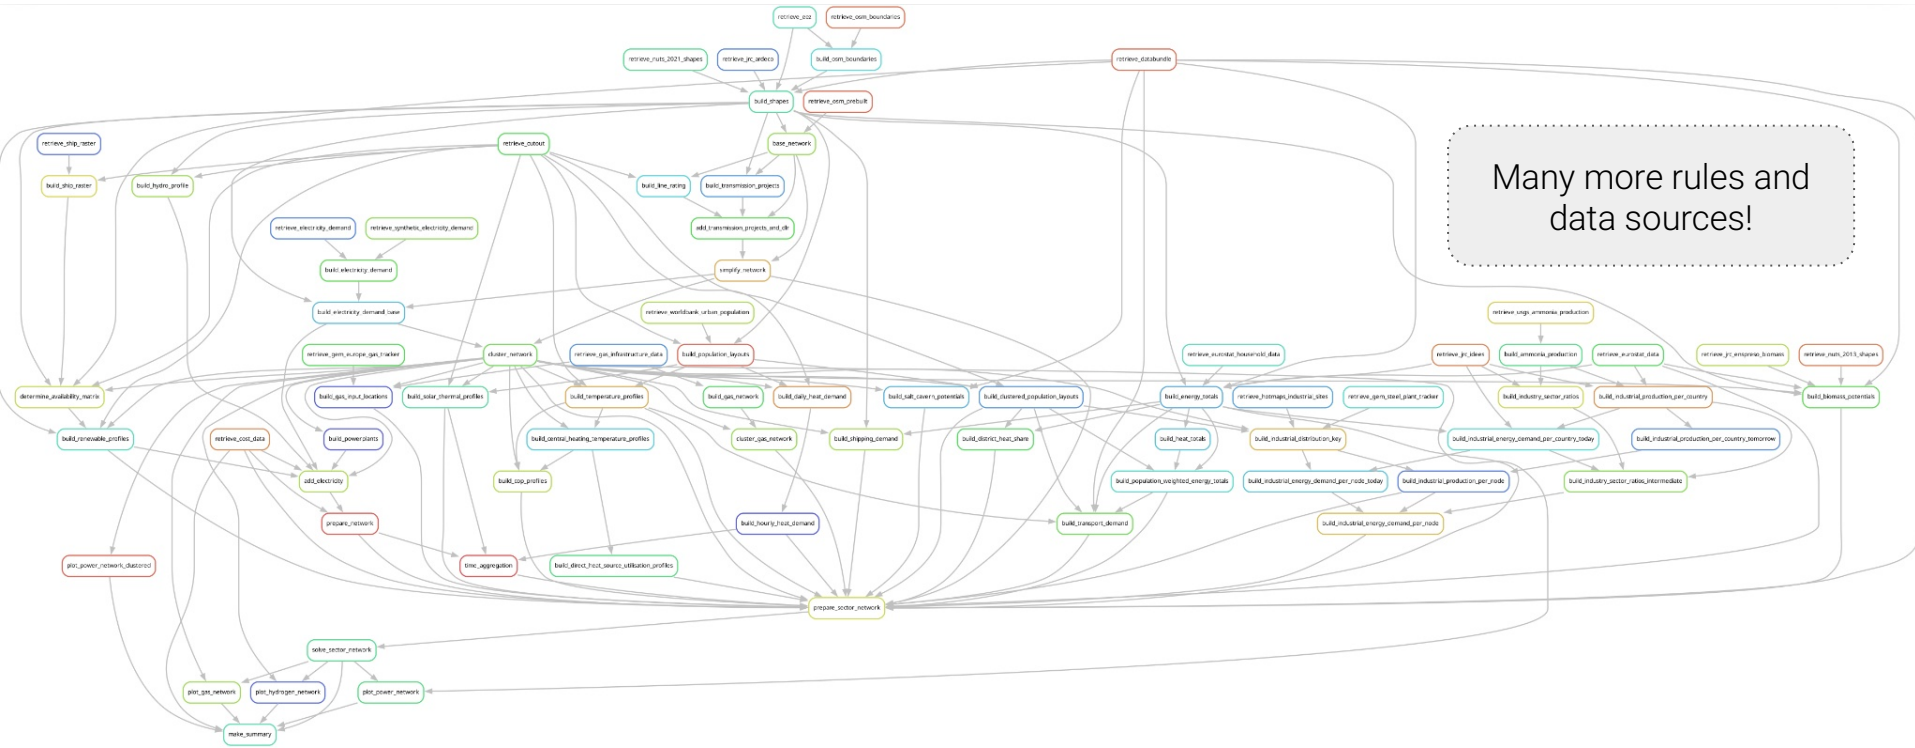 retrieve_eez
retrieve_osm_boundaries
retrieve_nuts_2021_shapes
retrieve_jrc_ardeco
build_osm_boundaries
retrieve_databundle
build_shapes
retrieve_osm_prebuilt
retrieve_ship_raster
retrieve_cutout
base_network
Many more rules and
data sources!
build_ship_raster
build_hydro_profile
build_line_rating
build_transmission_projects
retrieve_electricity_demand
retrieve_synthetic_electricity_demand
add_transmission_projects_and_dlr
build_electricity_demand
simplify_network
build_electricity_demand_base
retrieve_worldbank_urban_population
retrieve_usgs_ammonia_production
retrieve_gem_europe_gas_tracker
cluster_network
retrieve_gas_infrastructure_data
build_population_layouts
retrieve_eurostat_household_data
retrieve_jrc_idees
build_ammonia_production
retrieve_eurostat_data
retrieve_jrc_enspreso_biomass
retrieve_nuts_2013_shapes
determine_availability_matrix
build_gas_input_locations
build_solar_thermal_profiles
build_temperature_profiles
build_gas_network
build_daily_heat_demand
build_salt_cavern_potentials
build_clustered_population_layouts
build_energy_totals
retrieve_hotmaps_industrial_sites
retrieve_gem_steel_plant_tracker
build_industry_sector_ratios
build_industrial_production_per_country
build_biomass_potentials
build_renewable_profiles
retrieve_cost_data
build_powerplants
build_central_heating_temperature_profiles
cluster_gas_network
build_shipping_demand
build_district_heat_share
build_heat_totals
build_industrial_distribution_key
build_industrial_energy_demand_per_country_today
build_industrial_production_per_country_tomorrow
add_electricity
build_cop_profiles
build_population_weighted_energy_totals
build_industrial_energy_demand_per_node_today
build_industrial_production_per_node
build_industry_sector_ratios_intermediate
prepare_network
build_hourly_heat_demand
build_transport_demand
build_industrial_energy_demand_per_node
plot_power_network_clustered
time_aggregation
build_direct_heat_source_utilisation_profiles
prepare_sector_network
solve_sector_network
plot_gas_network
plot_hydrogen_network
plot_power_network
make_summary